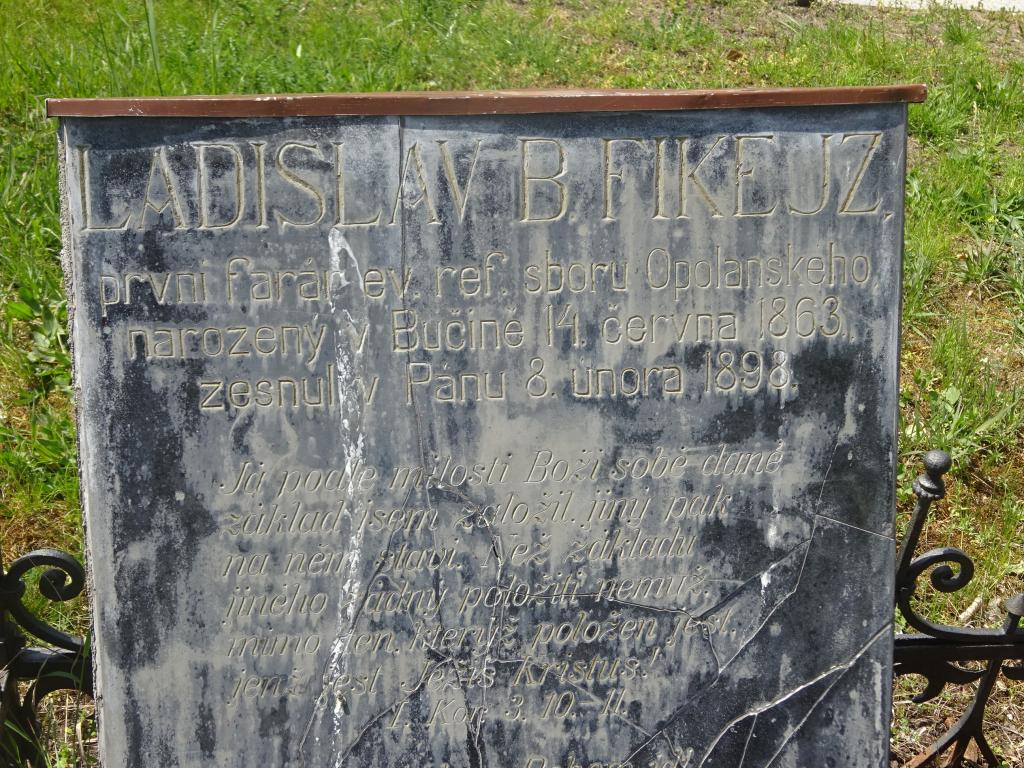 LADISLAV B. FIKEJZ,
první farář ev. ref. sboru Opolanského,
narozený v Bučině 14. června 1863.,
zesnul v Pánu 8. února 1898.
Já podle milosti Boží sobě dané
základ jsem založil, jiný pak
na něm staví. Než základu
jiného žádný položiti nemůž.
mimo ten, kterýž položen jest,
jenž jest Ježíš Kristus!
I. Kor. 3. 10.-11.